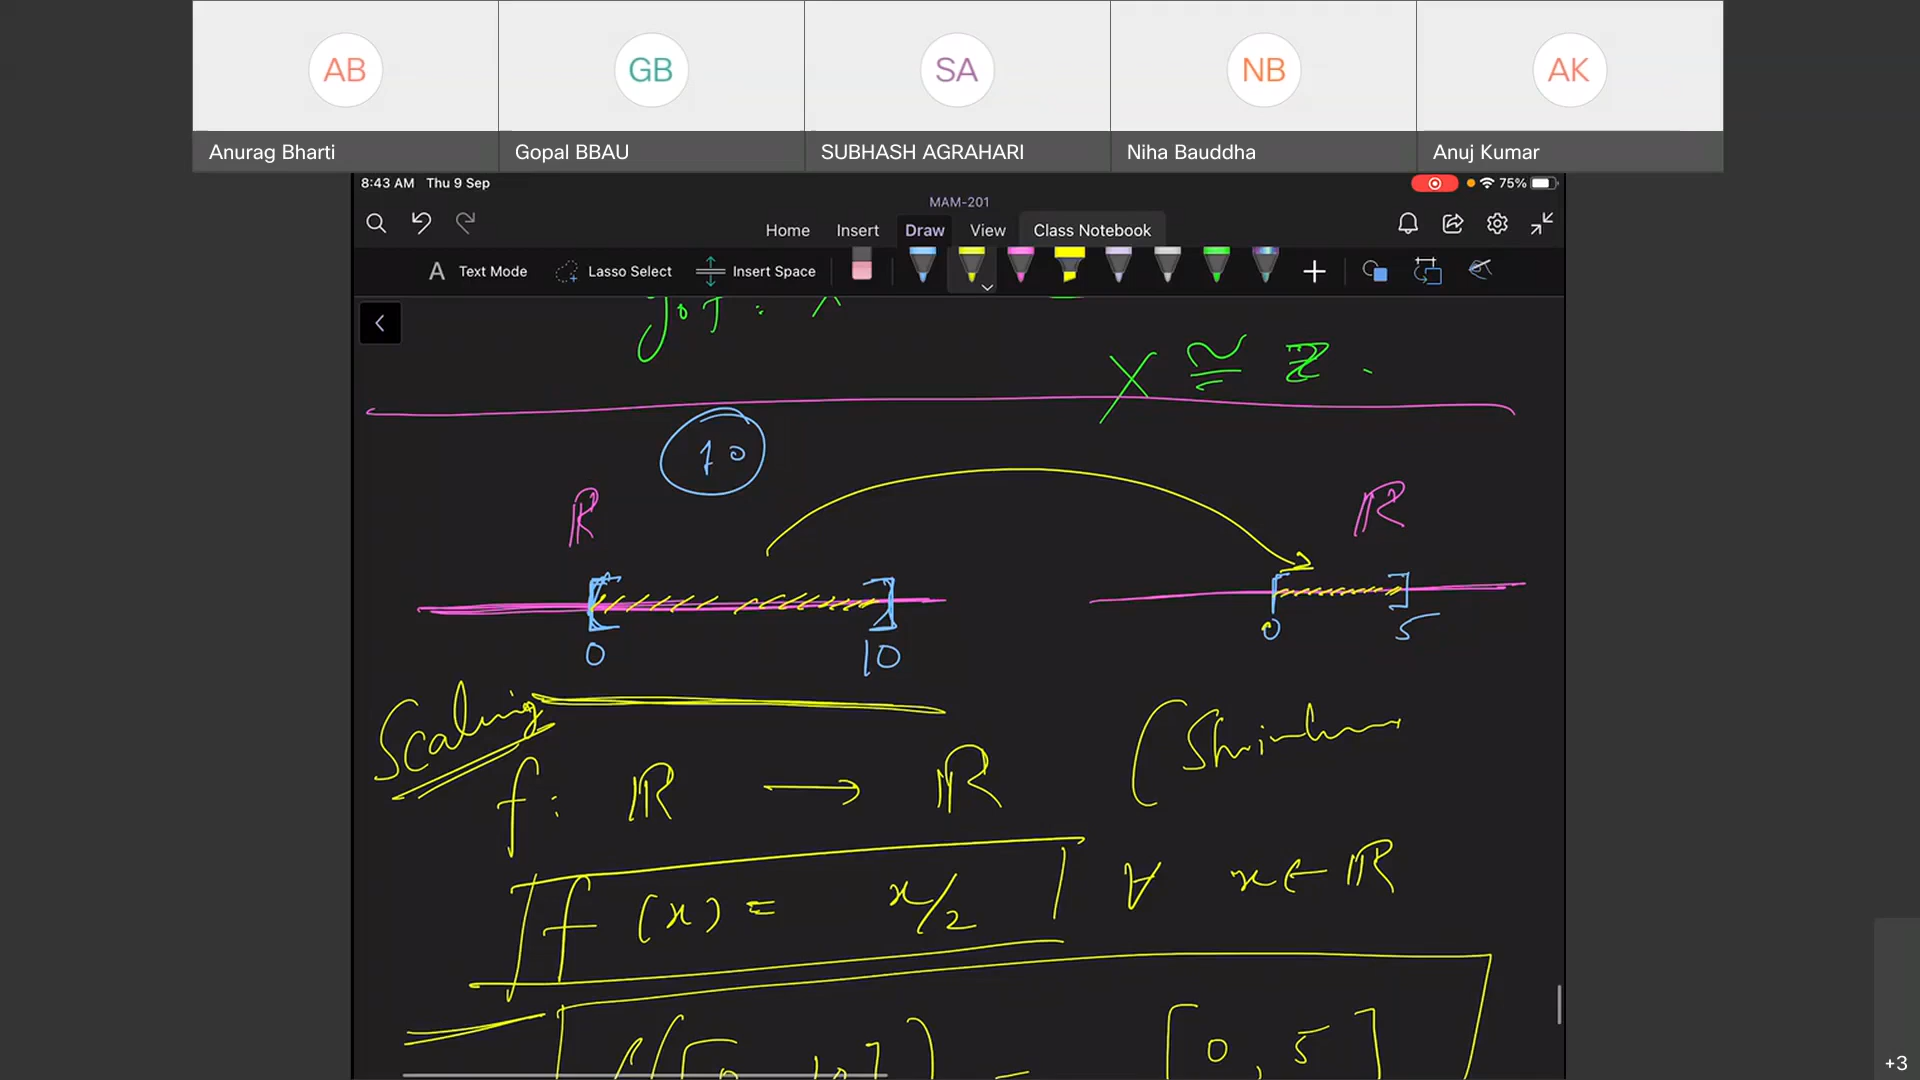 AB GB SA NB AK
Anurag Bharti Gopal BBAU SUBHASH AGRAHARI Niha Bauddha Anuj Kumar
8:43 AM Thu 9 Sep 75%
MAM-201
Home Insert Draw View Class Notebook
A Text Mode Lasso Select Insert Space
X ≅ Z .
10
ℝ ℝ
0 10 0 5
Scaling
f : ℝ ⟶ ℝ
f (x) = x/2 ∀ x ∈ ℝ
f([0, 10]) = [0, 5]
+3